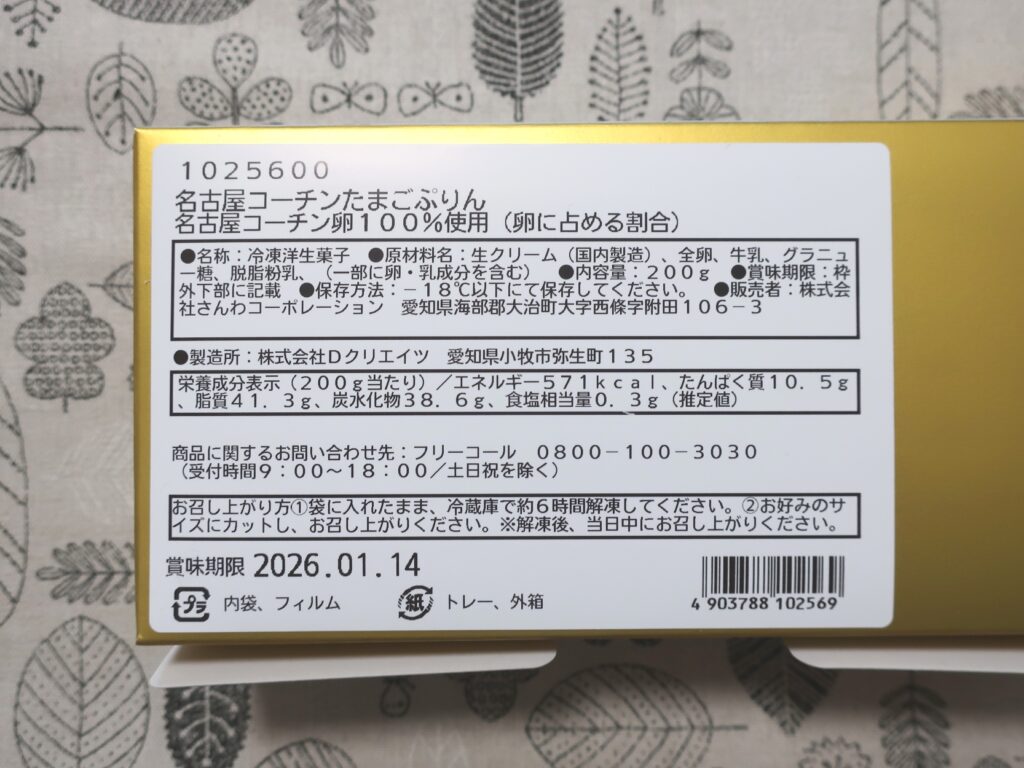 1025600
名古屋コーチンたまごぷりん
名古屋コーチン卵１００％使用（卵に占める割合）
●名称：冷凍洋生菓子　●原材料名：生クリーム（国内製造）、全卵、牛乳、グラニュ
ー糖、脱脂粉乳、（一部に卵・乳成分を含む）　●内容量：２００ｇ　●賞味期限：枠
外下部に記載　●保存方法：－１８℃以下にて保存してください。　●販売者：株式会
社さんわコーポレーション　愛知県海部郡大治町大字西條字附田１０６－３
●製造所：株式会社Ｄクリエイツ　愛知県小牧市弥生町１３５
栄養成分表示（２００ｇ当たり）／エネルギー５７１ｋｃａｌ、たんぱく質１０．５ｇ
、脂質４１．３ｇ、炭水化物３８．６ｇ、食塩相当量０．３ｇ（推定値）
商品に関するお問い合わせ先：フリーコール　０８００－１００－３０３０
（受付時間９：００～１８：００／土日祝を除く）
お召し上がり方①袋に入れたまま、冷蔵庫で約６時間解凍してください。②お好みのサ
イズにカットし、お召し上がりください。※解凍後、当日中にお召し上がりください。
賞味期限 2026.01.14
プラ 内袋、フィルム 紙 トレー、外箱
4 903788 102569